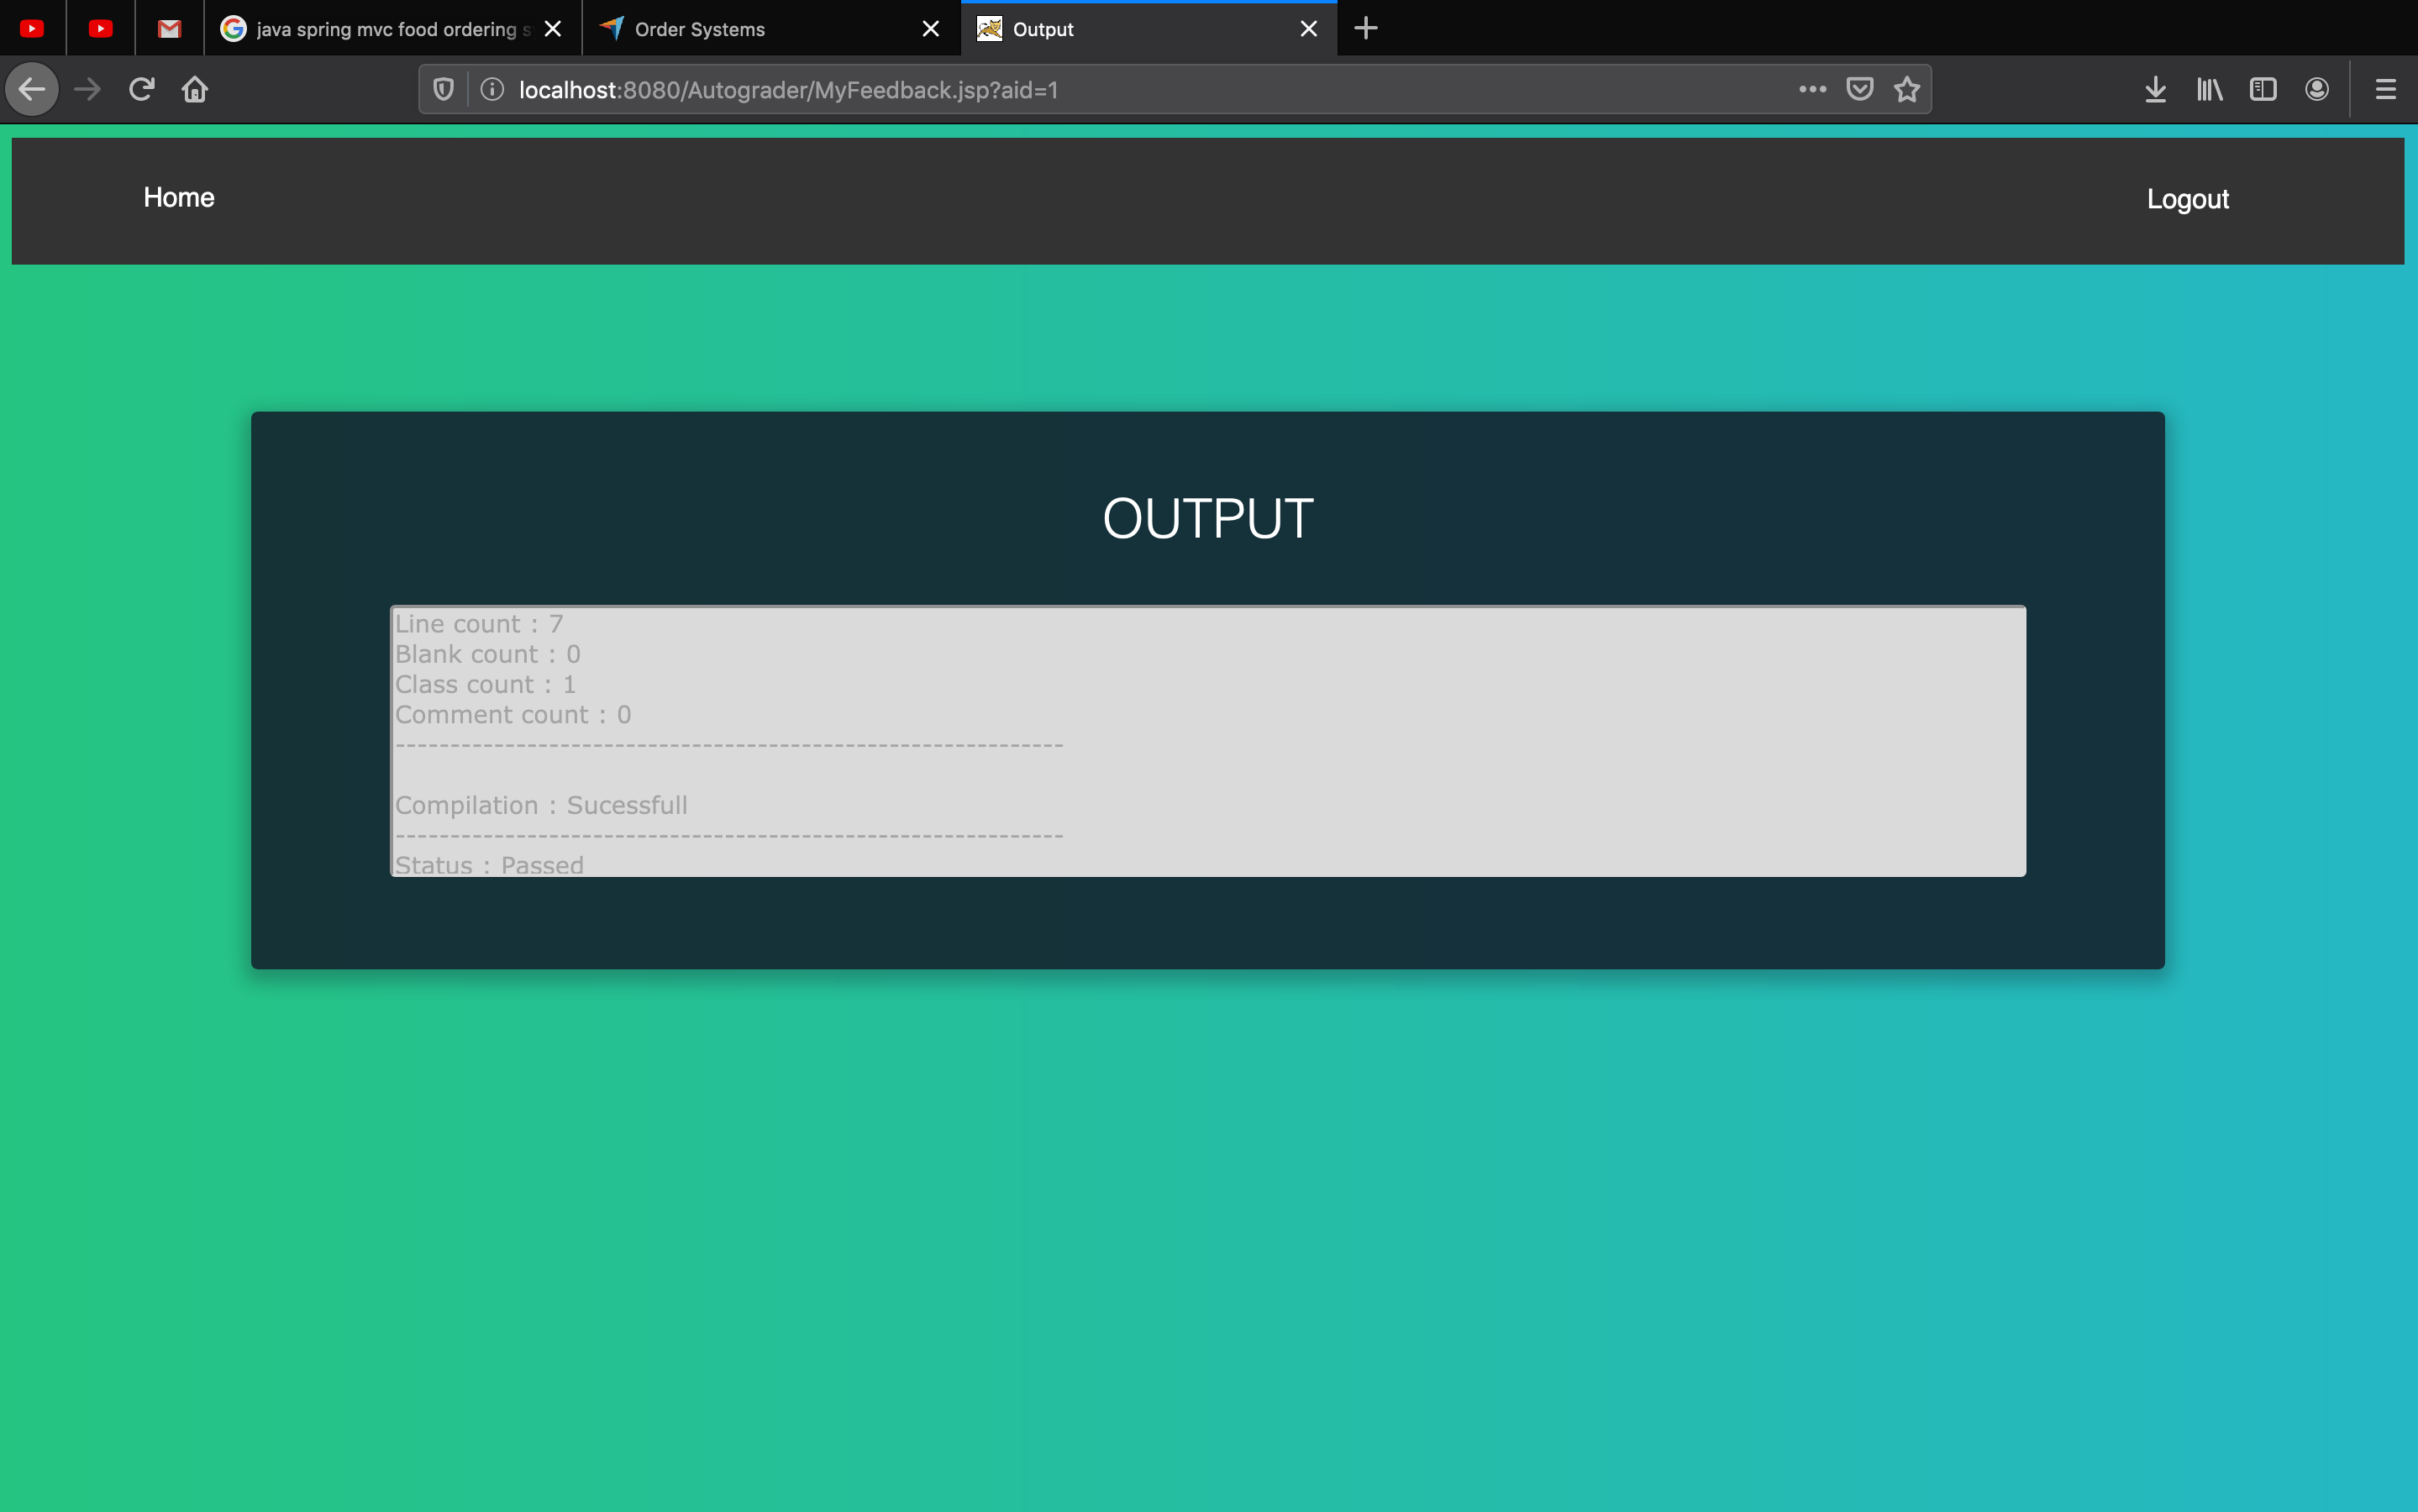 java spring mvc food ordering s
Order Systems
Output
localhost:8080/Autograder/MyFeedback.jsp?aid=1
Home
Logout
OUTPUT
Line count : 7
Blank count : 0
Class count : 1
Comment count : 0
-------------------------------------------------------------
Compilation : Sucessfull
-------------------------------------------------------------
Status : Passed